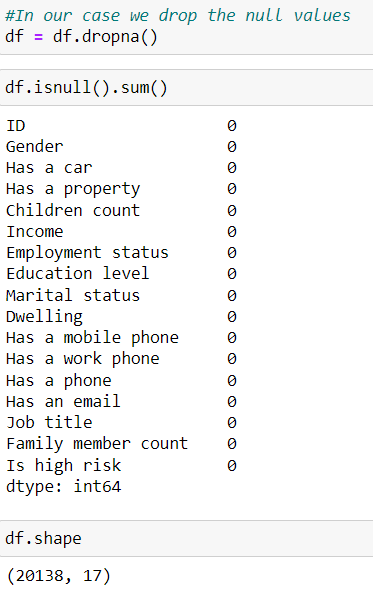 #In our case we drop the null values
df = df.dropna()
df.isnull().sum()
ID 0
Gender 0
Has a car 0
Has a property 0
Children count 0
Income 0
Employment status 0
Education level 0
Marital status 0
Dwelling 0
Has a mobile phone 0
Has a work phone 0
Has a phone 0
Has an email 0
Job title 0
Family member count 0
Is high risk 0
dtype: int64
df.shape
(20138, 17)